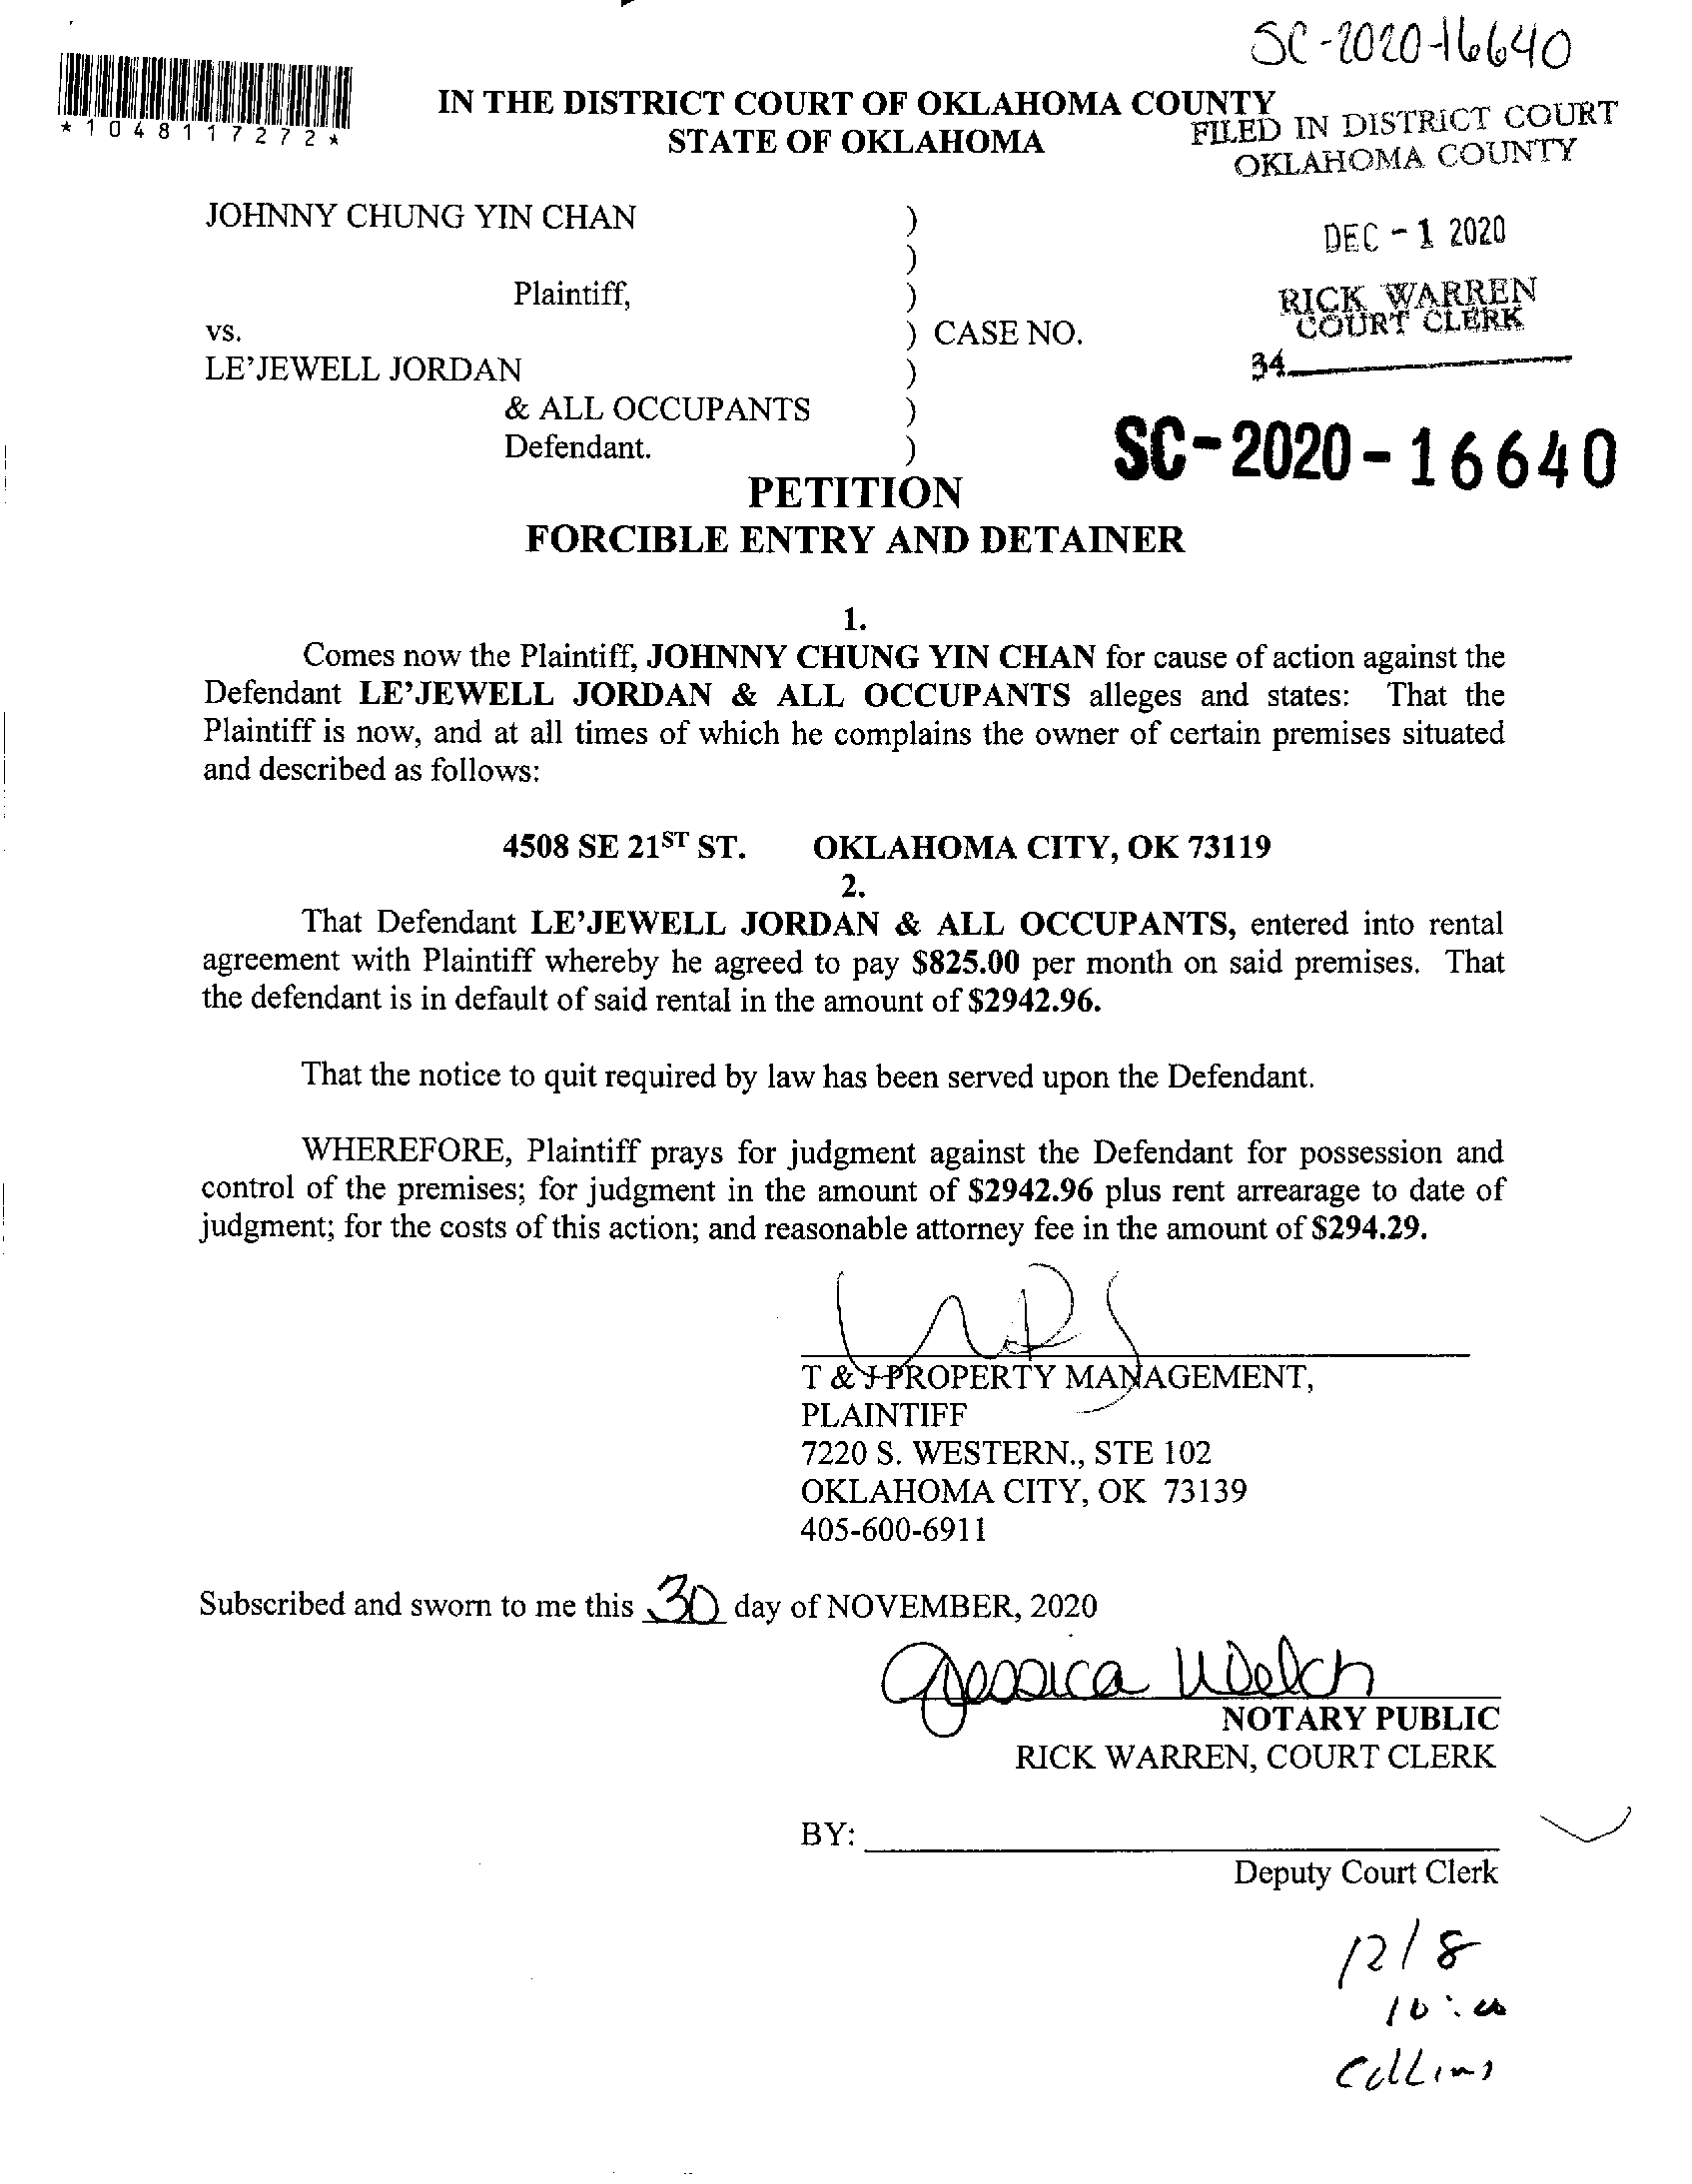 SC-2020-16640
*1048117272*
IN THE DISTRICT COURT OF OKLAHOMA COUNTY
STATE OF OKLAHOMA
FILED IN DISTRICT COURT
OKLAHOMA COUNTY
JOHNNY CHUNG YIN CHAN )
DEC - 1 2020
)
Plaintiff, )
RICK WARREN
COURT CLERK
vs. ) CASE NO.
34
LE'JEWELL JORDAN )
& ALL OCCUPANTS )
Defendant. )
SC-2020-16640
PETITION
FORCIBLE ENTRY AND DETAINER
1.
Comes now the Plaintiff, JOHNNY CHUNG YIN CHAN for cause of action against the
Defendant LE'JEWELL JORDAN & ALL OCCUPANTS alleges and states: That the
Plaintiff is now, and at all times of which he complains the owner of certain premises situated
and described as follows:
4508 SE 21ST ST. OKLAHOMA CITY, OK 73119
2.
That Defendant LE'JEWELL JORDAN & ALL OCCUPANTS, entered into rental
agreement with Plaintiff whereby he agreed to pay $825.00 per month on said premises. That
the defendant is in default of said rental in the amount of $2942.96.
That the notice to quit required by law has been served upon the Defendant.
WHEREFORE, Plaintiff prays for judgment against the Defendant for possession and
control of the premises; for judgment in the amount of $2942.96 plus rent arrearage to date of
judgment; for the costs of this action; and reasonable attorney fee in the amount of $294.29.
T & J PROPERTY MANAGEMENT,
PLAINTIFF
7220 S. WESTERN., STE 102
OKLAHOMA CITY, OK 73139
405-600-6911
Subscribed and sworn to me this 30 day of NOVEMBER, 2020
Jessica Welch
NOTARY PUBLIC
RICK WARREN, COURT CLERK
BY:
Deputy Court Clerk
12/8
10:00
Collins